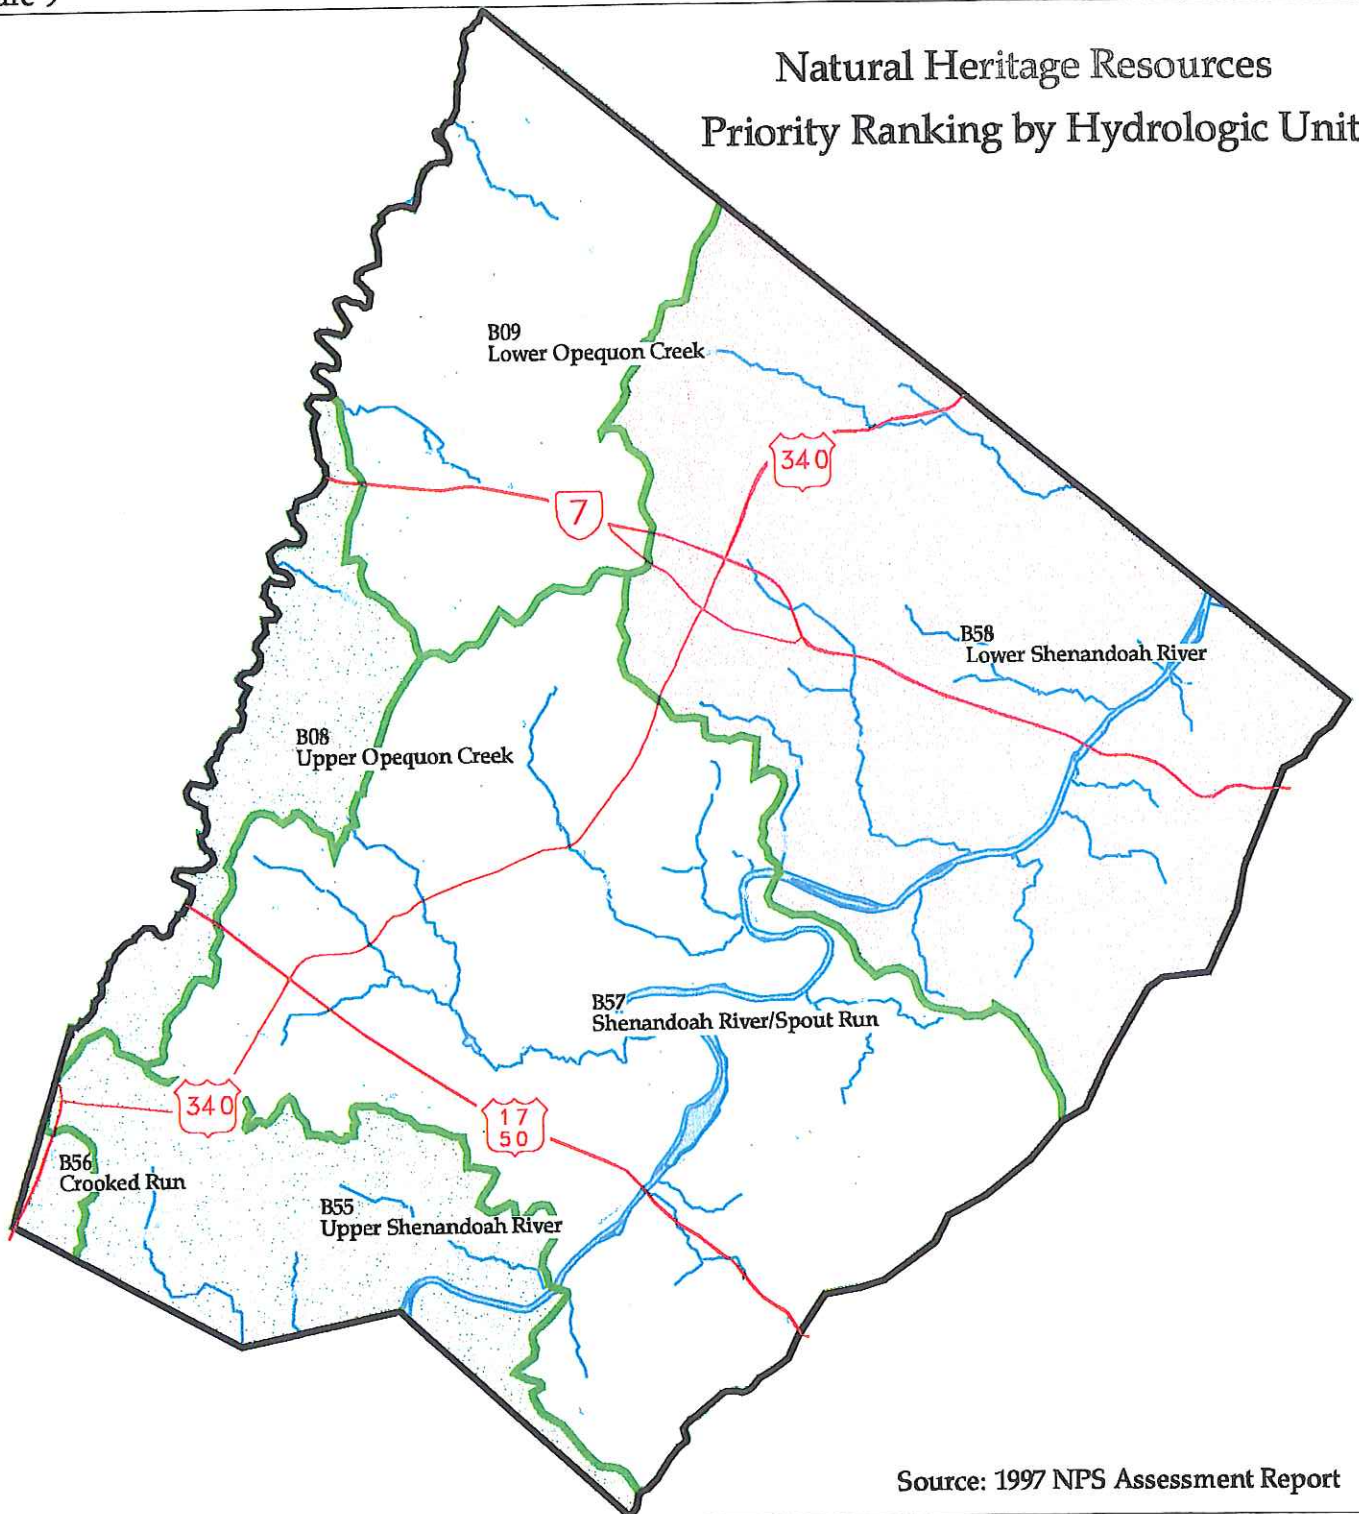 Natural Heritage Resources
Priority Ranking by Hydrologic Unit
B09
Lower Opequon Creek
340
7
B58
Lower Shenandoah River
B08
Upper Opequon Creek
B57
Shenandoah River/Spout Run
340
17
50
B56
Crooked Run
B55
Upper Shenandoah River
Source: 1997 NPS Assessment Report